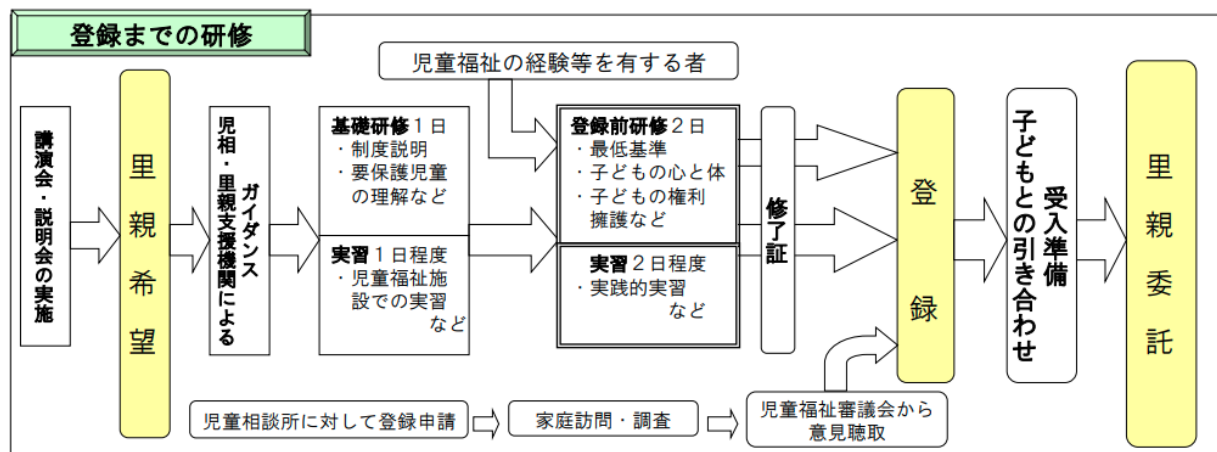 登録までの研修
児童福祉の経験等を有する者
講演会・説明会の実施
里親希望
児相・里親支援機関による
ガイダンス
基礎研修１日
・制度説明
・要保護児童
の理解など
実習１日程度
・児童福祉施
設での実習
など
登録前研修２日
・最低基準
・子どもの心と体
・子どもの権利
擁護など
実習２日程度
・実践的実習
など
修了証
登録
子どもとの引き合わせ
受入準備
里親委託
児童相談所に対して登録申請
家庭訪問・調査
児童福祉審議会から
意見聴取